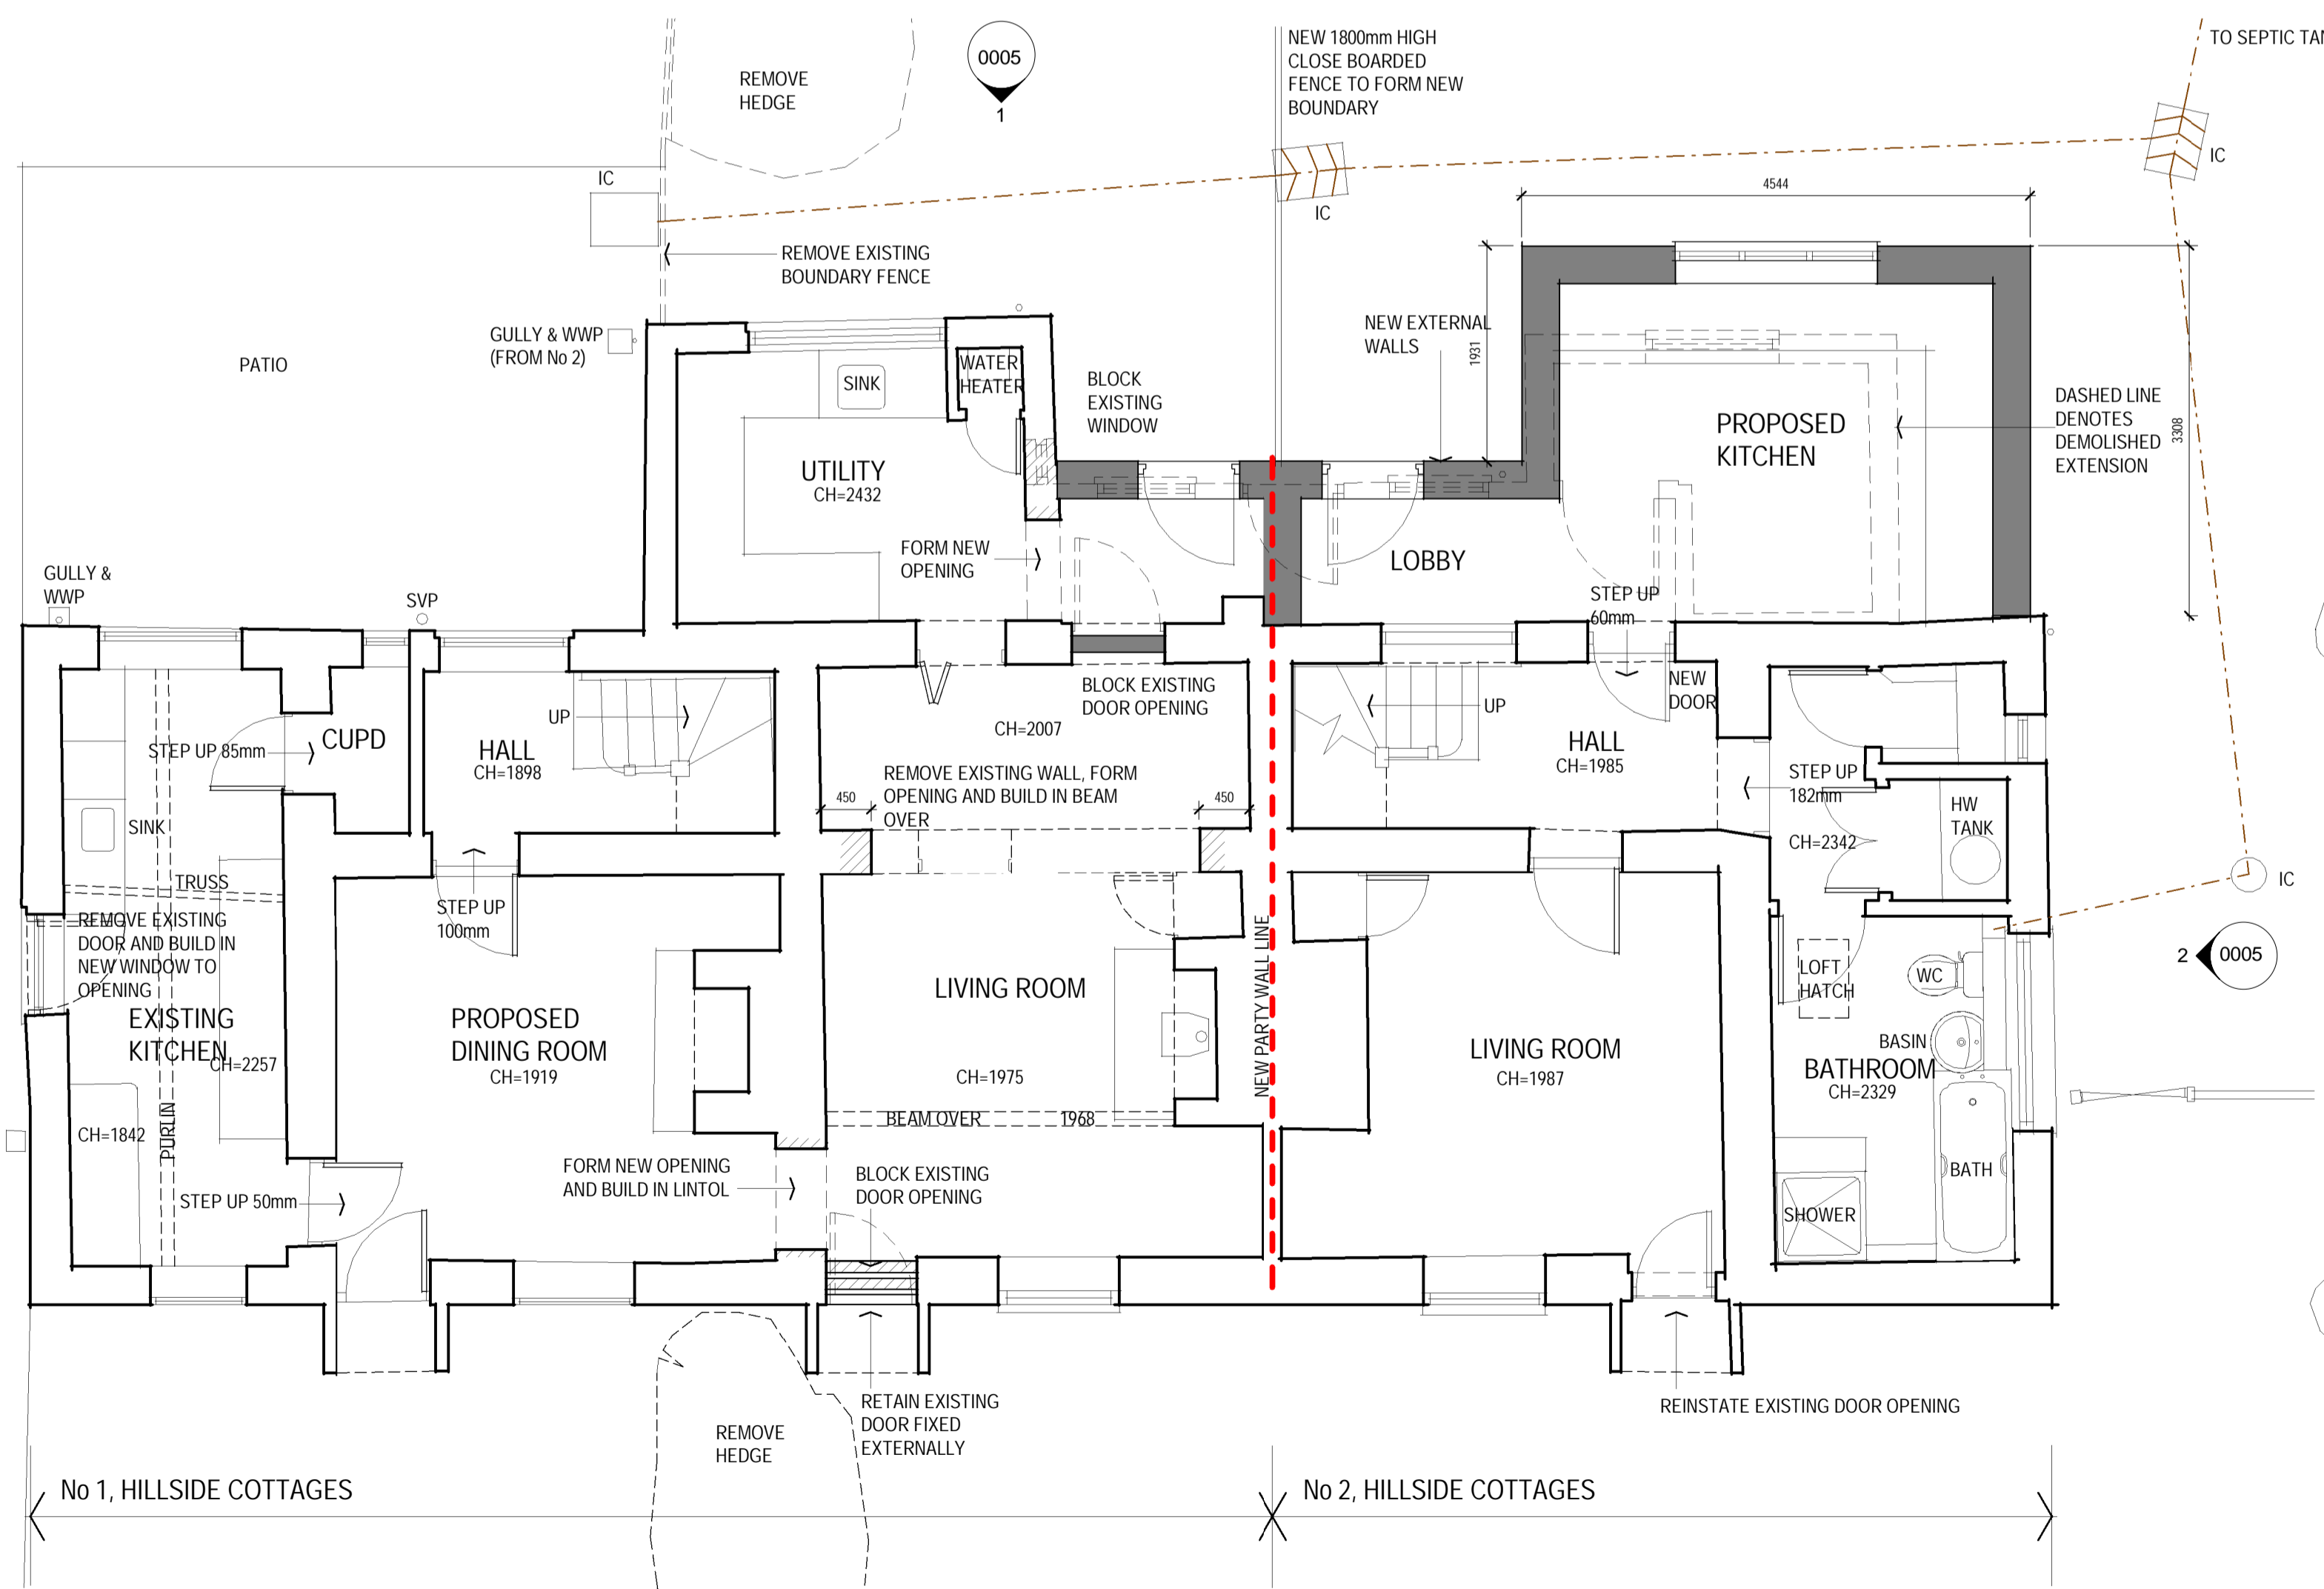 0005
1
REMOVE
HEDGE
NEW 1800mm HIGH
CLOSE BOARDED
FENCE TO FORM NEW
BOUNDARY
TO SEPTIC
IC
IC
IC
4544
REMOVE EXISTING
BOUNDARY FENCE
GULLY & WWP
(FROM No 2)
PATIO
SINK
WATER
HEATER
BLOCK
EXISTING
WINDOW
NEW EXTERNAL
WALLS
1931
PROPOSED
KITCHEN
DASHED LINE
DENOTES
DEMOLISHED
EXTENSION
3308
UTILITY
CH=2432
FORM NEW
OPENING
LOBBY
STEP UP
60mm
GULLY &
WWP
SVP
NEW
DOOR
BLOCK EXISTING
DOOR OPENING
UP
UP
CH=2007
STEP UP 85mm
CUPD
HALL
CH=1898
HALL
CH=1985
REMOVE EXISTING WALL, FORM
OPENING AND BUILD IN BEAM
OVER
450
450
STEP UP
182mm
HW
TANK
CH=2342
SINK
TRUSS
IC
STEP UP
100mm
REMOVE EXISTING
DOOR AND BUILD IN
NEW WINDOW TO
OPENING
EXISTING
KITCHEN
CH=2257
PROPOSED
DINING ROOM
CH=1919
LIVING ROOM
CH=1975
NEW PARTY WALL LINE
LIVING ROOM
CH=1987
LOFT
HATCH
WC
BASIN
BATHROOM
CH=2329
2
0005
BEAM OVER
1968
CH=1842
PURLIN
FORM NEW OPENING
AND BUILD IN LINTOL
BLOCK EXISTING
DOOR OPENING
BATH
STEP UP 50mm
SHOWER
RETAIN EXISTING
DOOR FIXED
EXTERNALLY
REINSTATE EXISTING DOOR OPENING
REMOVE
HEDGE
No 1, HILLSIDE COTTAGES
No 2, HILLSIDE COTTAGES